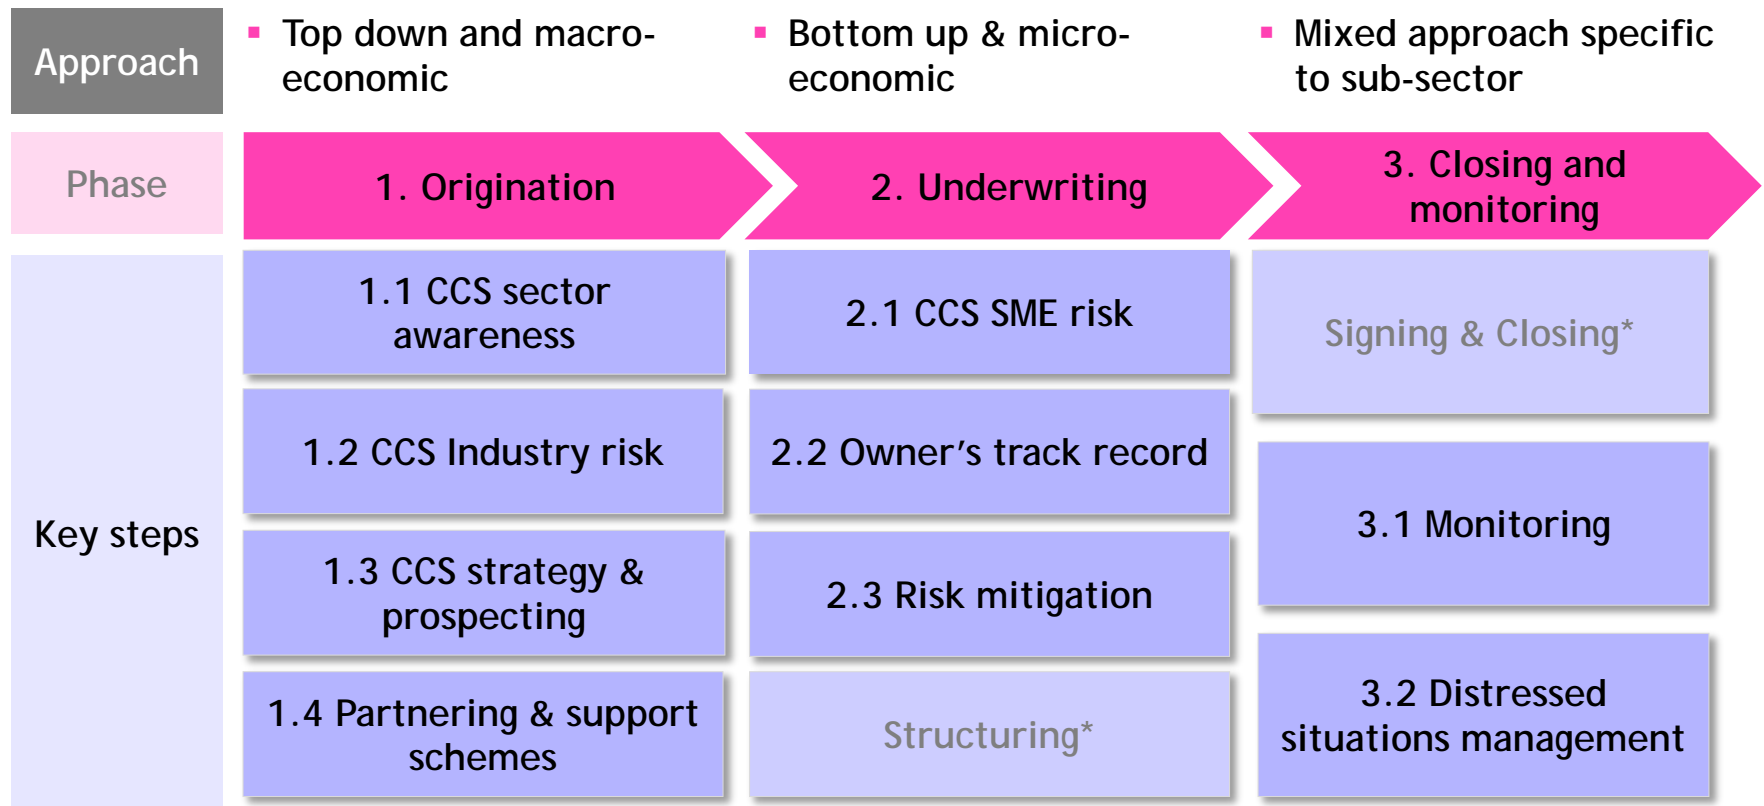 Approach
▪ Top down and macro-
economic
▪ Bottom up & micro-
economic
▪ Mixed approach specific
to sub-sector
Phase
1. Origination
2. Underwriting
3. Closing and
monitoring
Key steps
1.1 CCS sector
awareness
1.2 CCS Industry risk
1.3 CCS strategy &
prospecting
1.4 Partnering & support
schemes
2.1 CCS SME risk
2.2 Owner’s track record
2.3 Risk mitigation
Structuring*
Signing & Closing*
3.1 Monitoring
3.2 Distressed
situations management